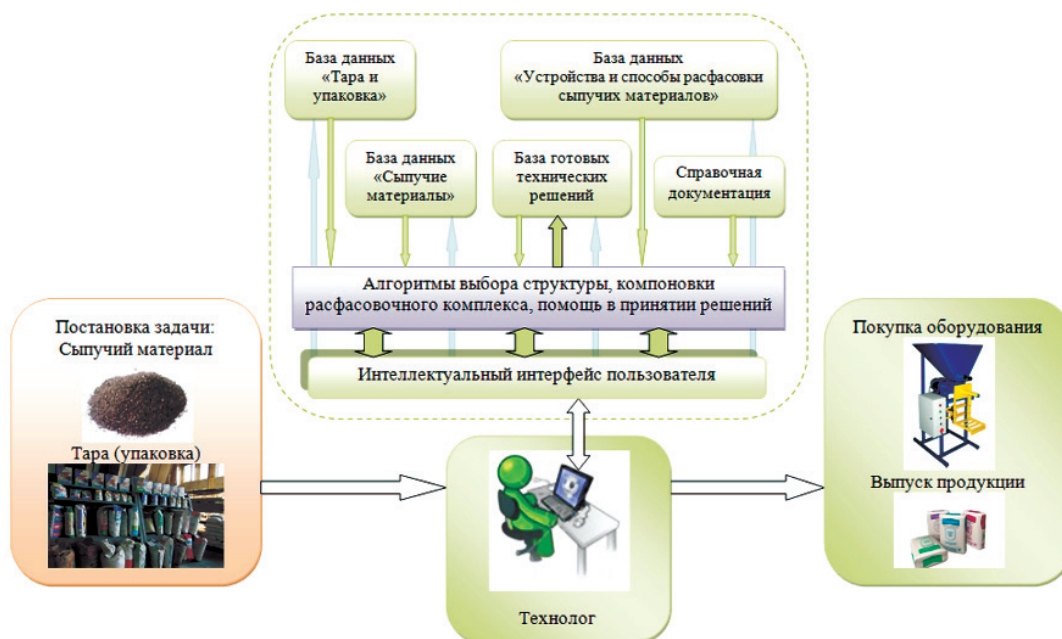 База данных
«Тара и
упаковка»
База данных
«Устройства и способы расфасовки
сыпучих материалов»
База данных
«Сыпучие
материалы»
База готовых
технических
решений
Справочная
документация
Алгоритмы выбора структуры, компоновки
расфасовочного комплекса, помощь в принятии решений
Интеллектуальный интерфейс пользователя
Постановка задачи:
Сыпучий материал
Тара (упаковка)
Технолог
Покупка оборудования
Выпуск продукции